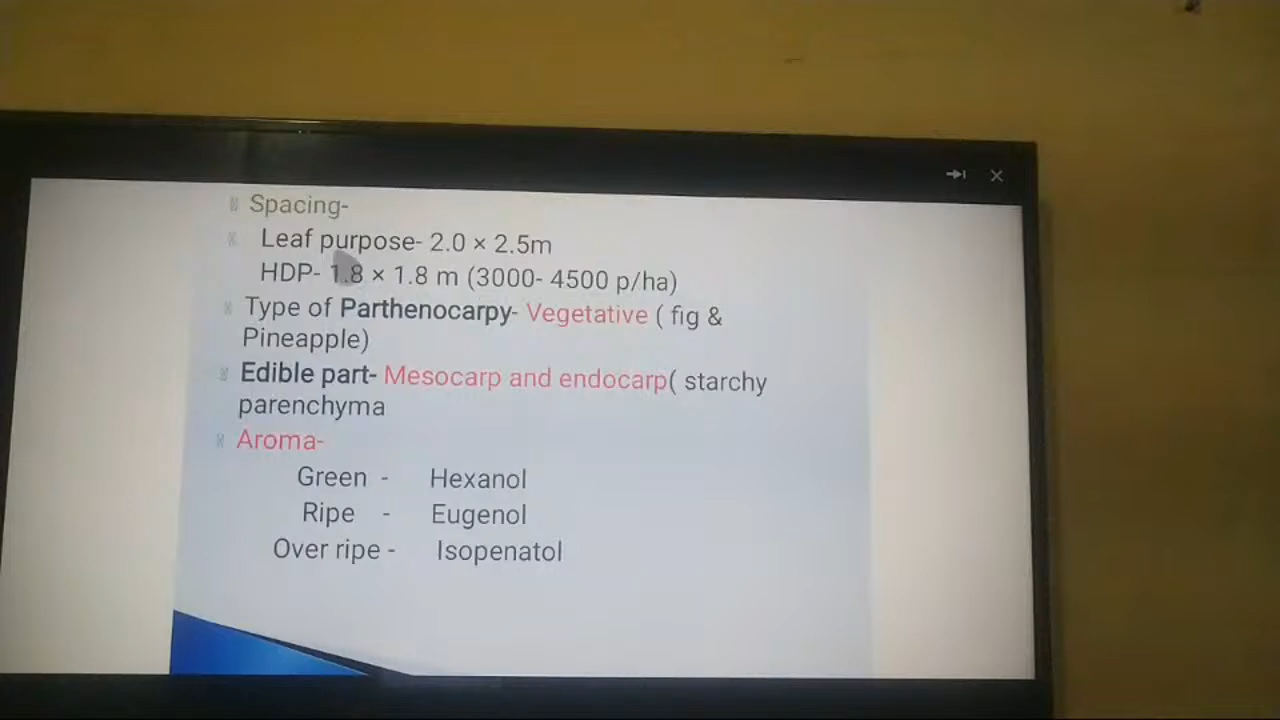 Spacing-
Leaf purpose- 2.0 × 2.5m
HDP- 1.8 × 1.8 m (3000- 4500 p/ha)
Type of Parthenocarpy- Vegetative ( fig &
Pineapple)
Edible part- Mesocarp and endocarp( starchy
parenchyma
Aroma-
Green - Hexanol
Ripe - Eugenol
Over ripe - Isopenatol